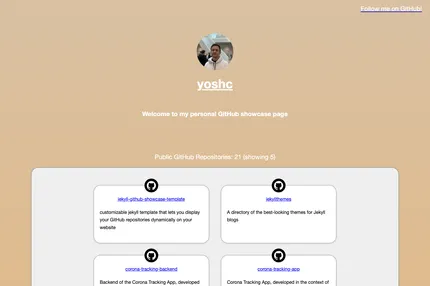 Follow me on GitHub!
yoshc
Welcome to my personal GitHub showcase page
Public GitHub Repositories: 21 (showing 5)
jekyll-github-showcase-template
customizable jekyll template that lets you
display your GitHub repositories dynamically on your
website
jekyllthemes
A directory of the best-looking themes for Jekyll
blogs
corona-tracking-backend
Backend of the Corona Tracking App, developed
corona-tracking-app
Corona Tracking App, developed in the context of